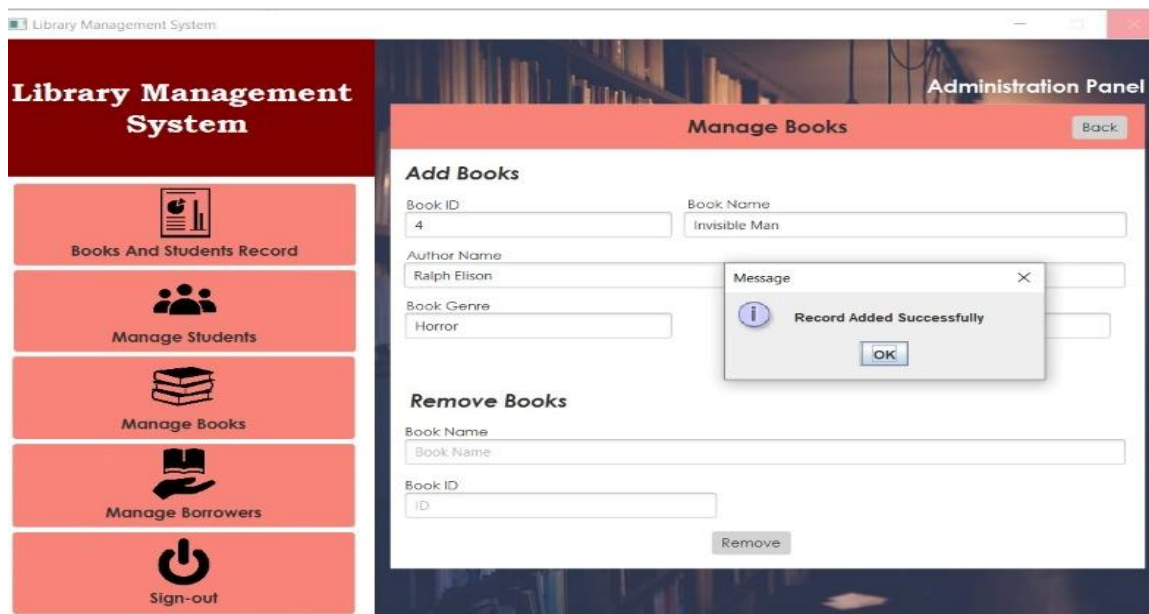 Library Management System
Library Management
System
Administration Panel
Manage Books
Back
Books And Students Record
Manage Students
Manage Books
Manage Borrowers
Sign-out
Add Books
Book ID
Book Name
4
Invisible Man
Author Name
Ralph Elison
Book Genre
Horror
Message
Record Added Successfully
OK
Remove Books
Book Name
Book Name
Book ID
ID
Remove